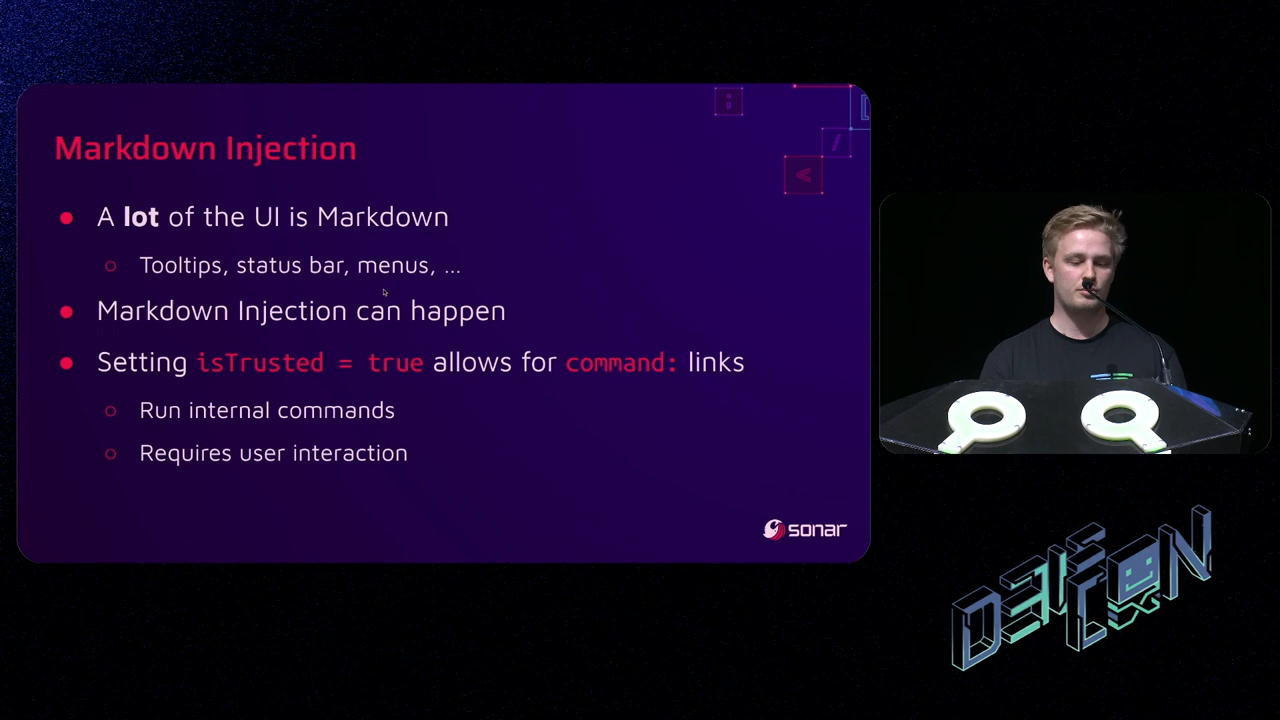 Markdown Injection
● A lot of the UI is Markdown
○ Tooltips, status bar, menus, ...
● Markdown Injection can happen
● Setting isTrusted = true allows for command: links
○ Run internal commands
○ Requires user interaction
sonar
DEF CON